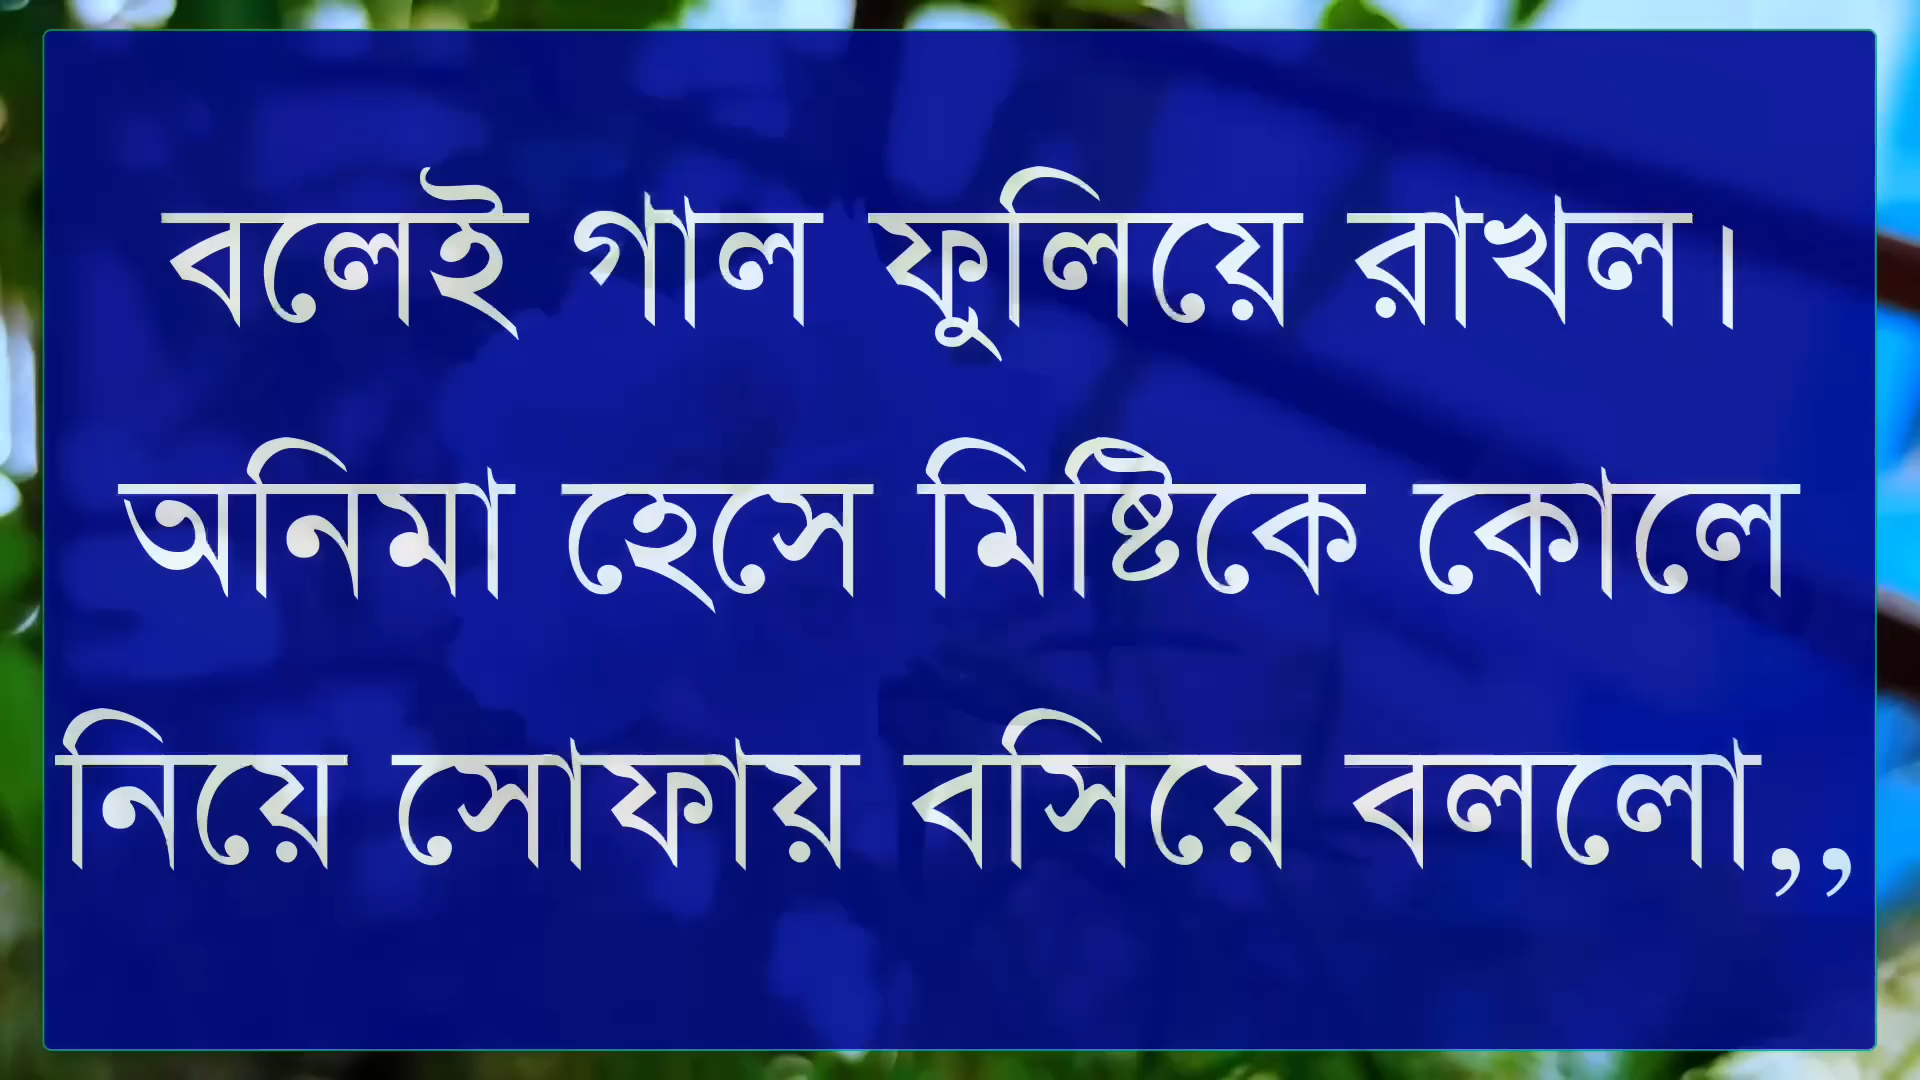 বলেই গাল ফুলিয়ে রাখল।
অনিমা হেসে মিষ্টিকে কোলে
নিয়ে সোফায় বসিয়ে বললো,,